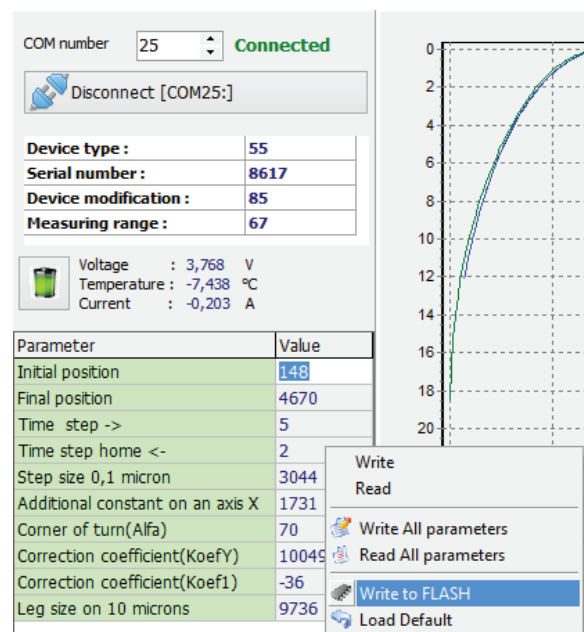 COM number 25 Connected
Disconnect [COM25:]
Device type : 55
Serial number : 8617
Device modification : 85
Measuring range : 67
Voltage : 3,768 V
Temperature : -7,438 ºC
Current : -0,203 A
Parameter Value
Initial position 148
Final position 4670
Time step -> 5
Time step home <- 2
Step size 0,1 micron 3044
Additional constant on an axis X 1731
Corner of turn(Alfa) 70
Correction coefficient(KoefY) 10049
Correction coefficient(Koef1) -36
Leg size on 10 microns 9736
0
2
4
6
8
10
12
14
16
18
20
Write
Read
Write All parameters
Read All parameters
Write to FLASH
Load Default